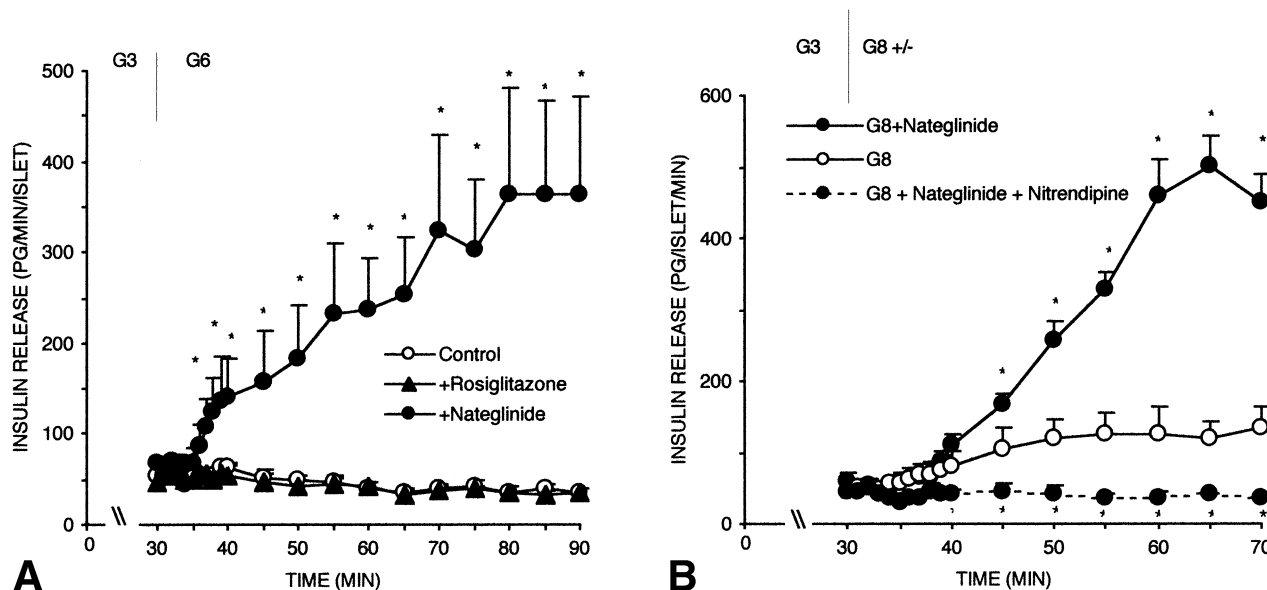 G3 G6
500
400
300
200
100
0
INSULIN RELEASE (PG/MIN/ISLET)
* * * * * * * * * * * * * *
Control
+Rosiglitazone
+Nateglinide
0 30 40 50 60 70 80 90
TIME (MIN)
A
G3 G8 +/-
600
400
200
0
INSULIN RELEASE (PG/ISLET/MIN)
G8+Nateglinide
G8
G8 + Nateglinide + Nitrendipine
* * * * * *
* * * * * *
0 30 40 50 60 70
TIME (MIN)
B